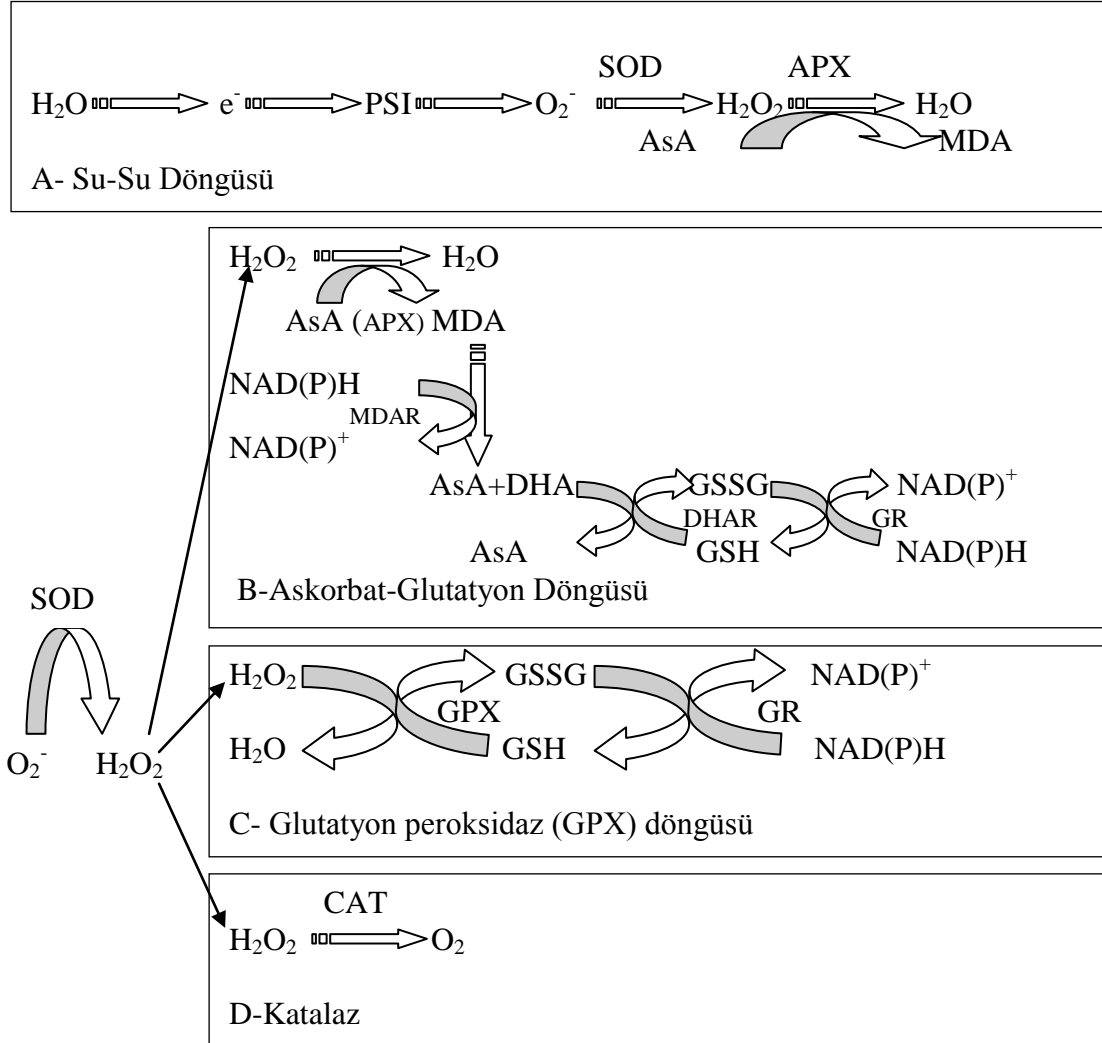 SOD APX
H₂O e⁻ PSI O₂⁻ H₂O₂ H₂O
AsA MDA
A- Su-Su Döngüsü
H₂O₂ H₂O
AsA (APX) MDA
NAD(P)H
MDAR
NAD(P)⁺
AsA+DHA GSSG NAD(P)⁺
DHAR GR
AsA GSH NAD(P)H
B-Askorbat-Glutatyon Döngüsü
SOD
O₂⁻ H₂O₂
H₂O₂ GSSG NAD(P)⁺
GPX GR
H₂O GSH NAD(P)H
C- Glutatyon peroksidaz (GPX) döngüsü
CAT
H₂O₂ O₂
D-Katalaz